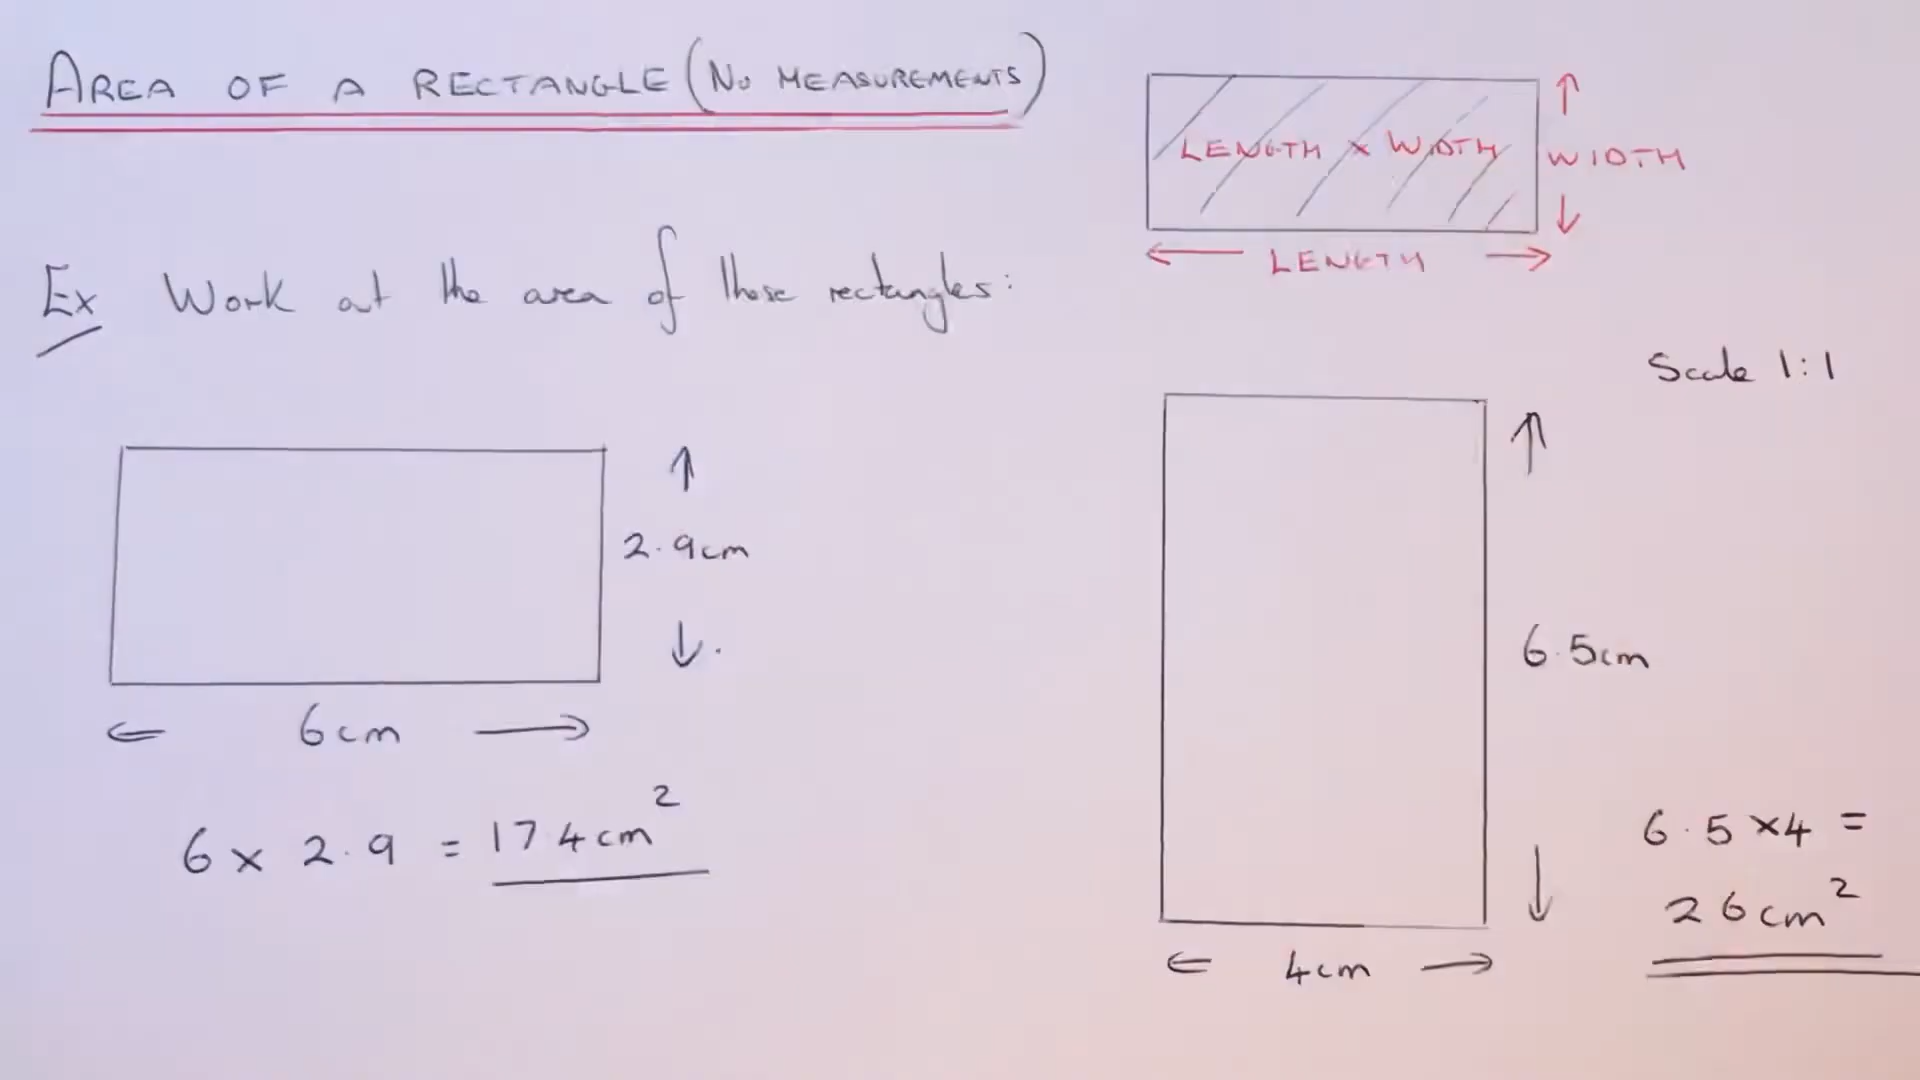 AREA OF A RECTANGLE (NO MEASUREMENTS)
LENGTH x WIDTH
WIDTH
LENGTH
Ex Work out the area of these rectangles:
Scale 1:1
2.9cm
6cm
6 x 2.9 = 17.4cm²
6.5cm
4cm
6.5 x4 =
26cm²